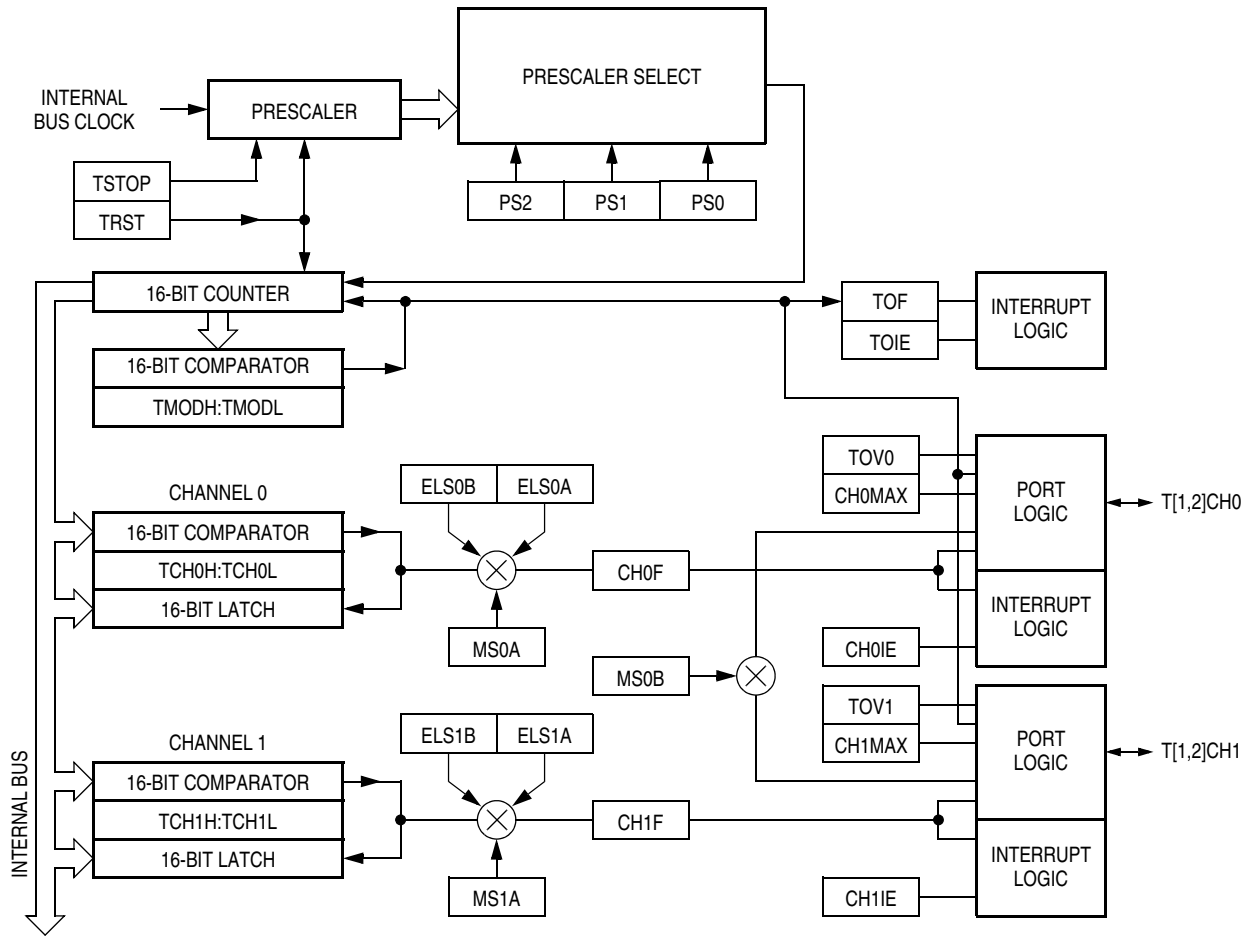 PRESCALER SELECT
INTERNAL
BUS CLOCK
PRESCALER
TSTOP
TRST
PS2
PS1
PS0
16-BIT COUNTER
TOF
TOIE
INTERRUPT
LOGIC
16-BIT COMPARATOR
TMODH:TMODL
TOV0
CH0MAX
PORT
LOGIC
T[1,2]CH0
CHANNEL 0
ELS0B
ELS0A
16-BIT COMPARATOR
TCH0H:TCH0L
16-BIT LATCH
CH0F
MS0A
INTERRUPT
LOGIC
CH0IE
MS0B
TOV1
CH1MAX
PORT
LOGIC
T[1,2]CH1
CHANNEL 1
ELS1B
ELS1A
16-BIT COMPARATOR
TCH1H:TCH1L
16-BIT LATCH
CH1F
MS1A
INTERRUPT
LOGIC
CH1IE
INTERNAL BUS